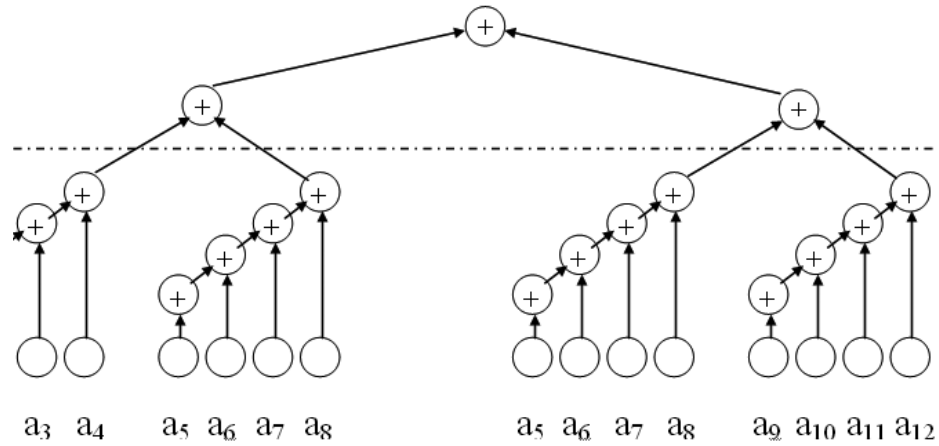 +
+ +
+ + + +
+ + + +
+ + +
+ + +
a₃ a₄ a₅ a₆ a₇ a₈ a₅ a₆ a₇ a₈ a₉ a₁₀ a₁₁ a₁₂